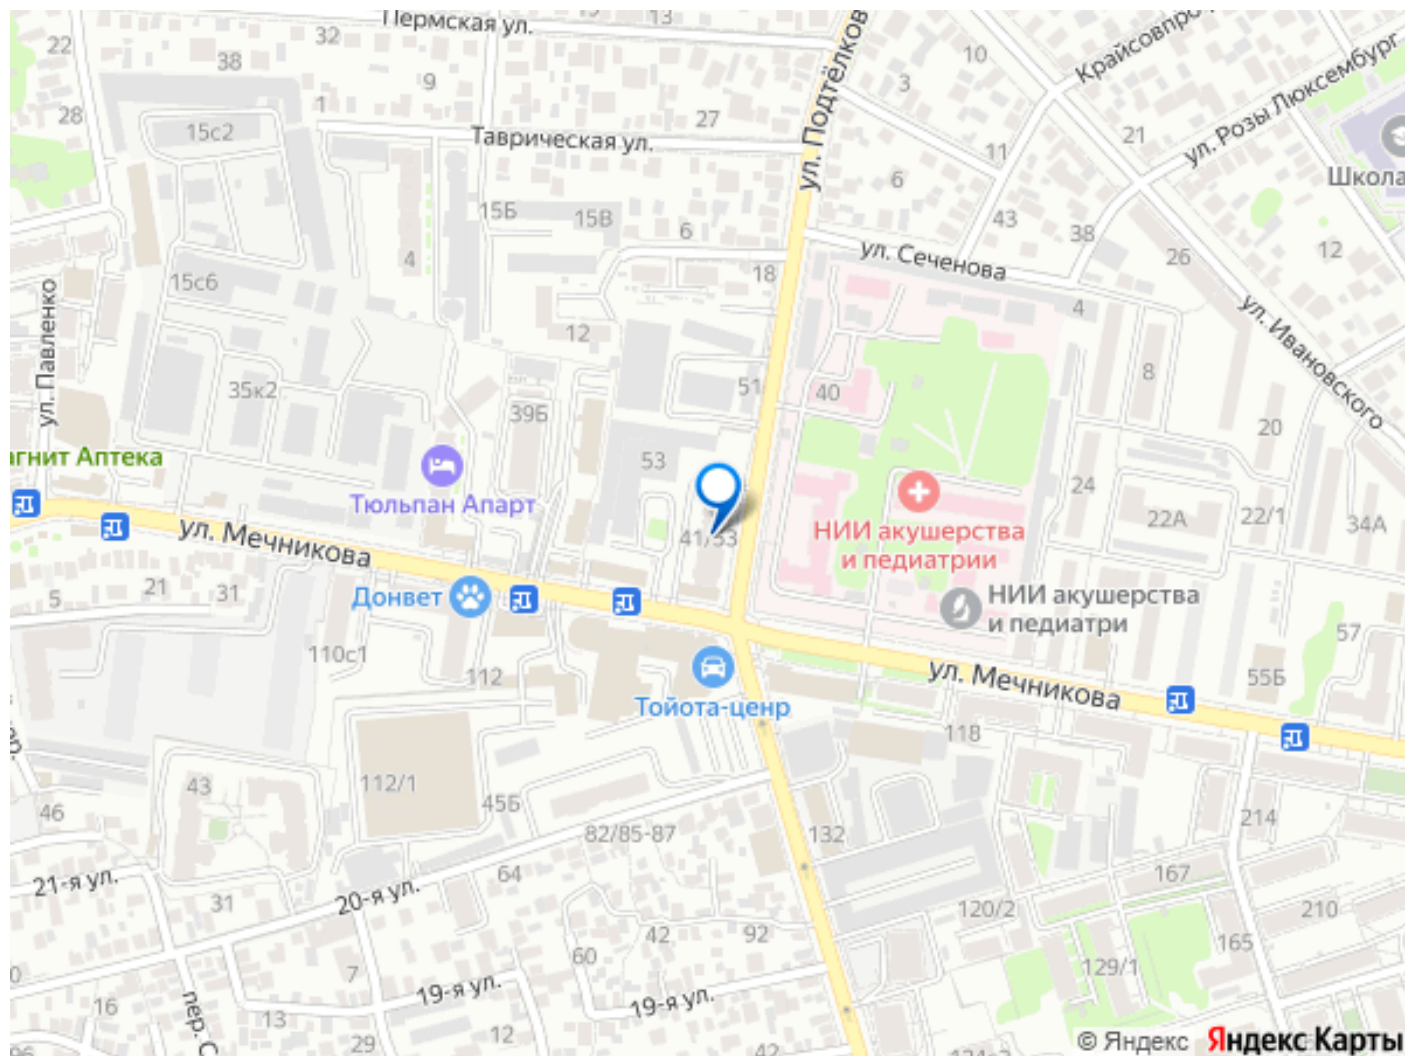 Пермская ул.
13
22
32
38
9
1
28
15с2
27
Таврическая ул.
ул. Подтёлков
10
3
21
11
6
ул. Розы Люксембург
Школа
15Б
15В
6
43
38
12
4
18
ул. Сеченова
26
15с6
4
ул. Павленко
12
ул. Ивановского
35к2
39Б
51
40
8
20
агнит Аптека
53
24
Тюльпан Апарт
22А
22/1
34А
ул. Мечникова
41/53
НИИ акушерства
и педиатрии
5
21
31
Донвет
НИИ акушерства
и педиатри
57
110с1
112
ул. Мечникова
55Б
Тойота-ценр
118
43
112/1
45Б
46
82/85-87
132
214
21-я ул.
64
20-я ул.
167
31
120/2
210
42
92
165
60
7
129/1
19-я ул.
19-я ул.
16
пер. С
13
12
29
42
© Яндекс
Яндекс Карты